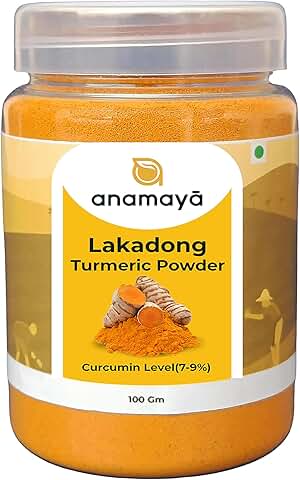 anamayā
Lakadong
Turmeric Powder
Curcumin Level(7-9%)
100 Gm